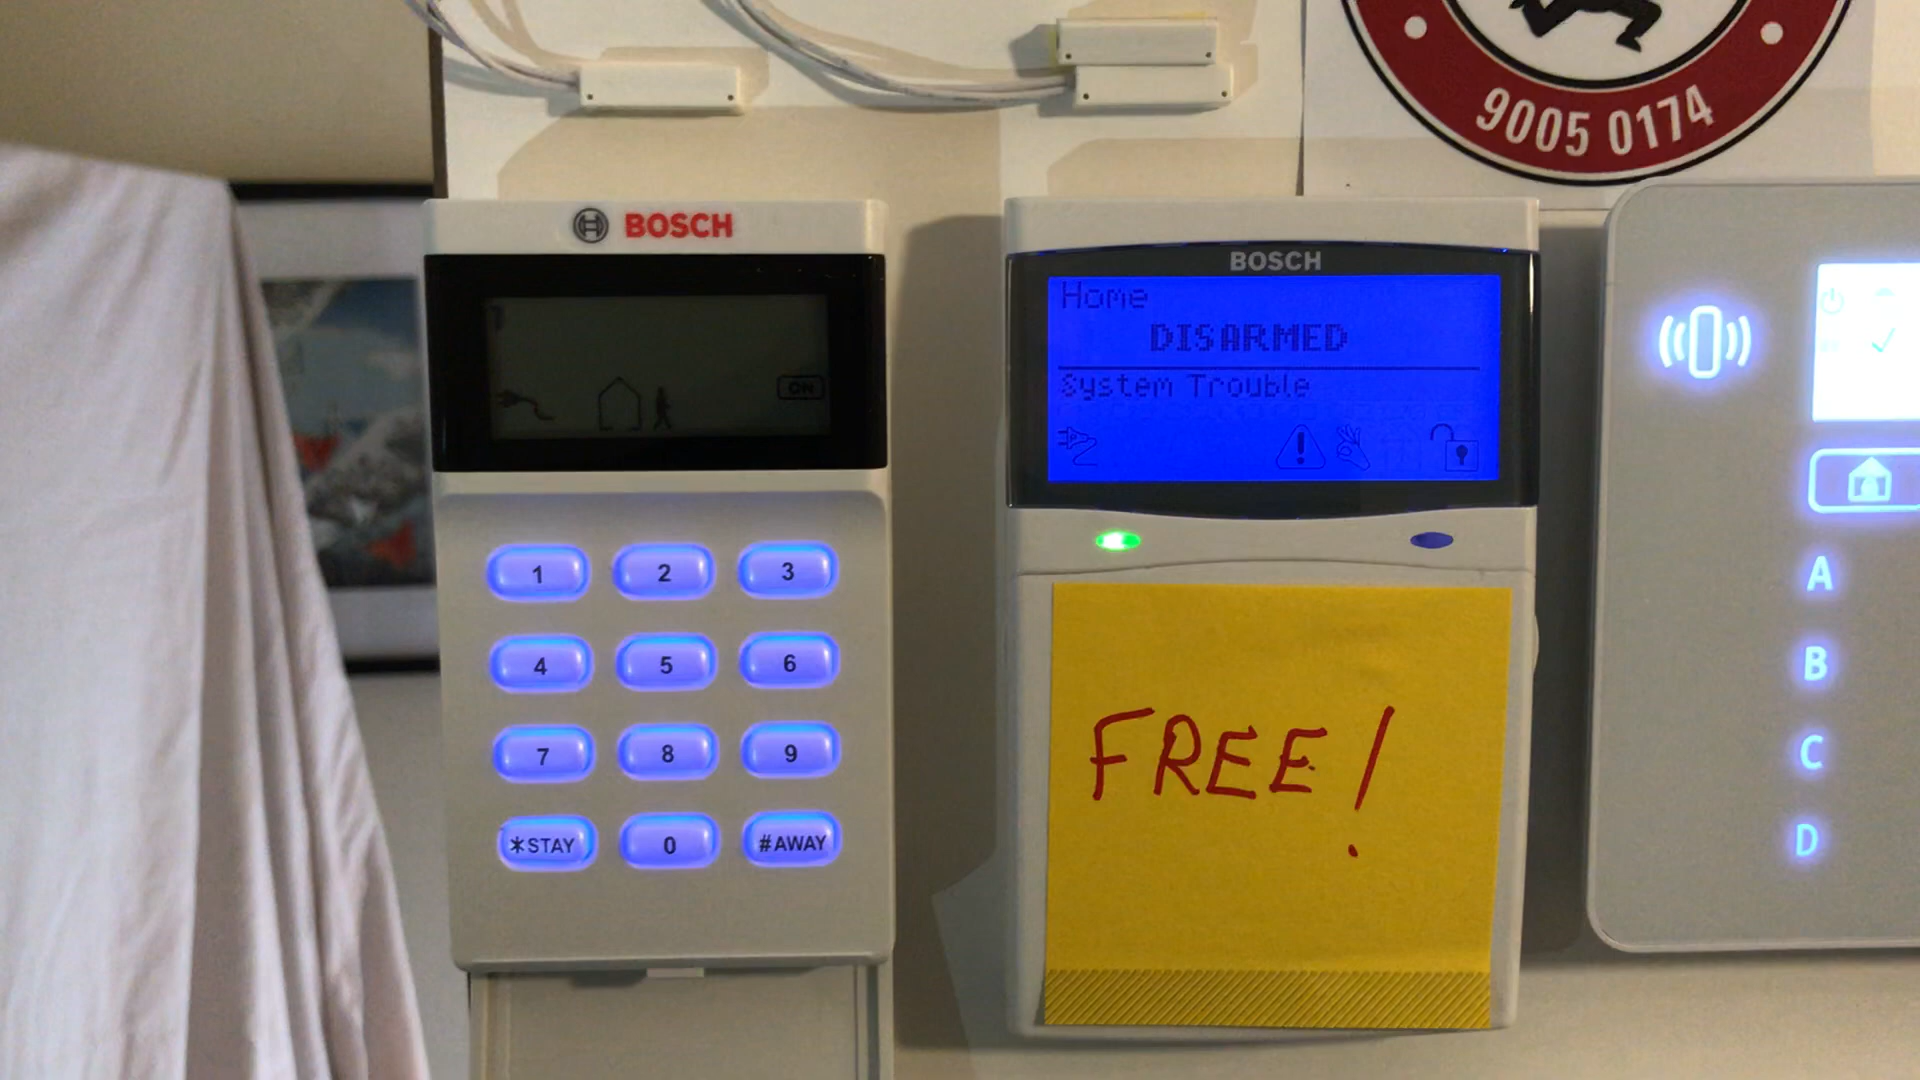 9005 0174
BOSCH
ON
1 2 3
4 5 6
7 8 9
*STAY 0 #AWAY
BOSCH
Home
DISARMED
System Trouble
FREE!
A
B
C
D